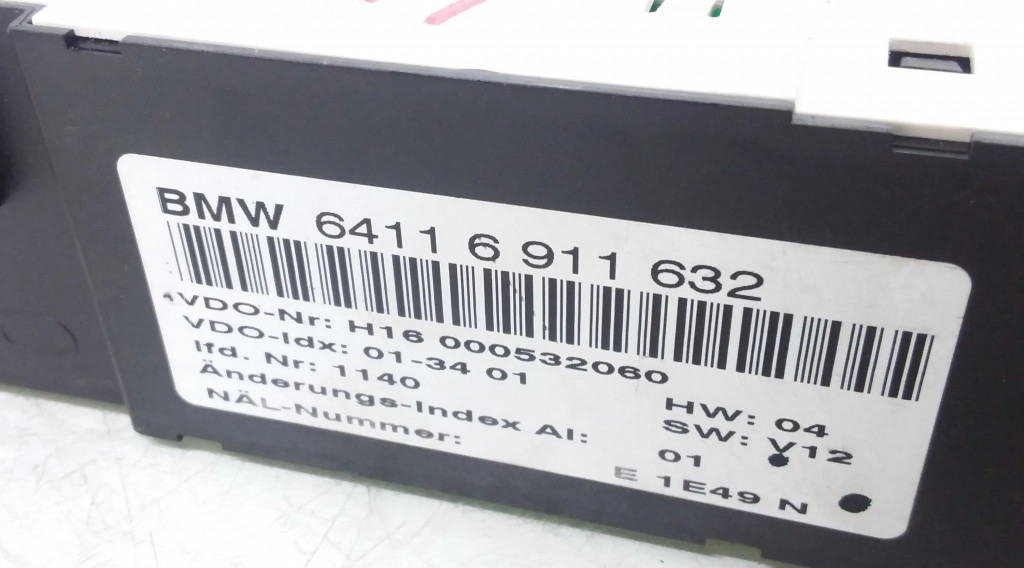 BMW 6411 6 911 632
VDO-Nr: H16 000532060
VDO-Idx: 01-34 01 HW: 04
lfd. Nr: 1140 SW: V12
Änderungs-Index AI: 01
NÄL-Nummer: E 1E49 N